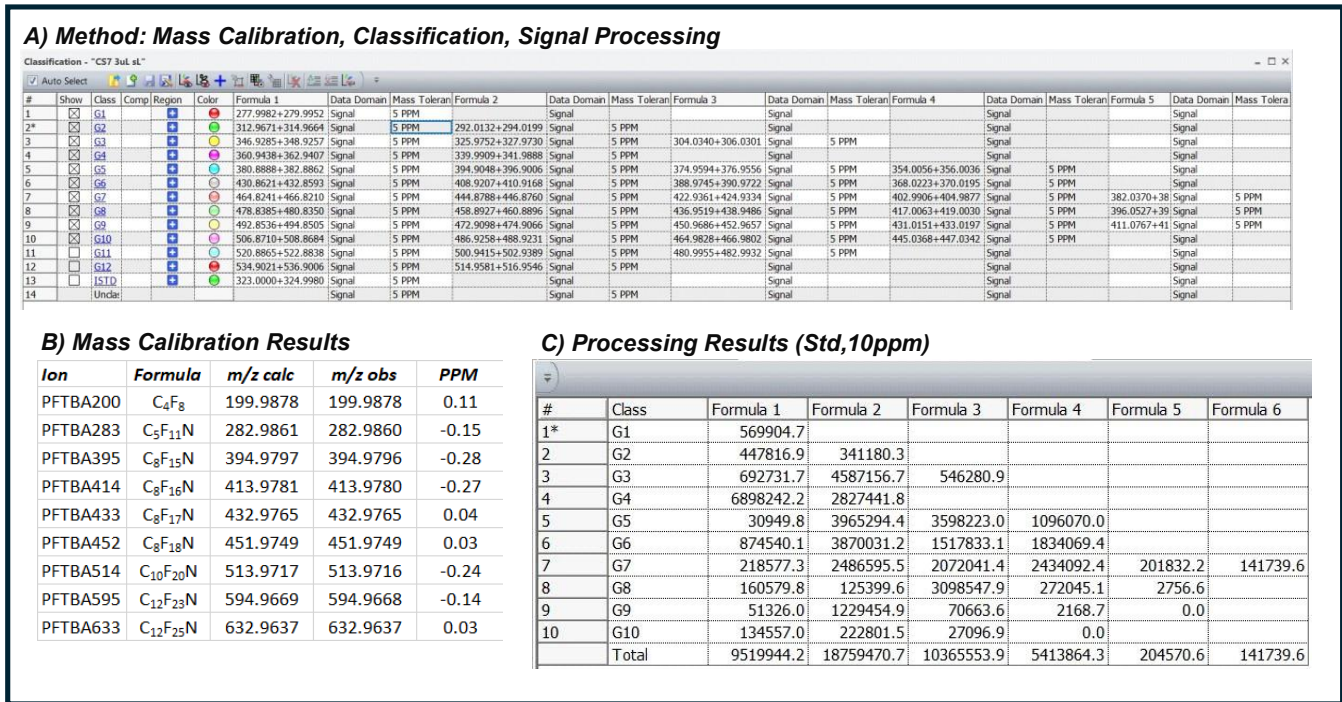 A) Method: Mass Calibration, Classification, Signal Processing
Classification - "CS7 3uL sL"
Auto Select
# Show Class Comp Region Color Formula 1 Data Domain Mass Toleran Formula 2 Data Domain Mass Toleran Formula 3 Data Domain Mass Toleran Formula 4 Data Domain Mass Toleran Formula 5 Data Domain Mass Tolera
1 G1 277.9982+279.9952 Signal 5 PPM Signal Signal Signal Signal
2* G2 312.9671+314.9664 Signal 5 PPM 292.0132+294.0199 Signal 5 PPM Signal Signal Signal
3 G3 346.9285+348.9257 Signal 5 PPM 325.9752+327.9730 Signal 5 PPM 304.0340+306.0301 Signal 5 PPM Signal Signal
4 G4 360.9438+362.9407 Signal 5 PPM 339.9909+341.9888 Signal 5 PPM Signal Signal Signal
5 G5 380.8888+382.8862 Signal 5 PPM 394.9048+396.9006 Signal 5 PPM 374.9594+376.9556 Signal 5 PPM 354.0056+356.0036 Signal 5 PPM Signal
6 G6 430.8621+432.8593 Signal 5 PPM 408.9207+410.9168 Signal 5 PPM 388.9745+390.9722 Signal 5 PPM 368.0223+370.0195 Signal 5 PPM Signal
7 G7 464.8241+466.8210 Signal 5 PPM 444.8788+446.8760 Signal 5 PPM 422.9361+424.9334 Signal 5 PPM 402.9906+404.9877 Signal 5 PPM 382.0370+38 Signal 5 PPM
8 G8 478.8385+480.8350 Signal 5 PPM 458.8927+460.8896 Signal 5 PPM 436.9519+438.9486 Signal 5 PPM 417.0063+419.0030 Signal 5 PPM 396.0527+39 Signal 5 PPM
9 G9 492.8536+494.8505 Signal 5 PPM 472.9098+474.9066 Signal 5 PPM 450.9686+452.9657 Signal 5 PPM 431.0151+433.0197 Signal 5 PPM 411.0767+41 Signal 5 PPM
10 G10 506.8710+508.8684 Signal 5 PPM 486.9258+488.9231 Signal 5 PPM 464.9828+466.9802 Signal 5 PPM 445.0368+447.0342 Signal 5 PPM Signal
11 G11 520.8865+522.8838 Signal 5 PPM 500.9415+502.9389 Signal 5 PPM 480.9955+482.9932 Signal 5 PPM Signal Signal
12 G12 534.9021+536.9006 Signal 5 PPM 514.9581+516.9546 Signal 5 PPM Signal Signal Signal
13 ISTD 323.0000+324.9980 Signal 5 PPM Signal Signal Signal Signal
14 Unclas Signal 5 PPM Signal 5 PPM Signal Signal Signal
B) Mass Calibration Results
Ion Formula m/z calc m/z obs PPM
PFTBA200 C₄F₈ 199.9878 199.9878 0.11
PFTBA283 C₅F₁₁N 282.9861 282.9860 -0.15
PFTBA395 C₈F₁₅N 394.9797 394.9796 -0.28
PFTBA414 C₈F₁₆N 413.9781 413.9780 -0.27
PFTBA433 C₈F₁₇N 432.9765 432.9765 0.04
PFTBA452 C₈F₁₈N 451.9749 451.9749 0.03
PFTBA514 C₁₀F₂₀N 513.9717 513.9716 -0.24
PFTBA595 C₁₂F₂₃N 594.9669 594.9668 -0.14
PFTBA633 C₁₂F₂₅N 632.9637 632.9637 0.03
C) Processing Results (Std,10ppm)
# Class Formula 1 Formula 2 Formula 3 Formula 4 Formula 5 Formula 6
1* G1 569904.7
2 G2 447816.9 341180.3
3 G3 692731.7 4587156.7 546280.9
4 G4 6898242.2 2827441.8
5 G5 30949.8 3965294.4 3598223.0 1096070.0
6 G6 874540.1 3870031.2 1517833.1 1834069.4
7 G7 218577.3 2486595.5 2072041.4 2434092.4 201832.2 141739.6
8 G8 160579.8 125399.6 3098547.9 272045.1 2756.6
9 G9 51326.0 1229454.9 70663.6 2168.7 0.0
10 G10 134557.0 222801.5 27096.9 0.0
Total 9519944.2 18759470.7 10365553.9 5413864.3 204570.6 141739.6